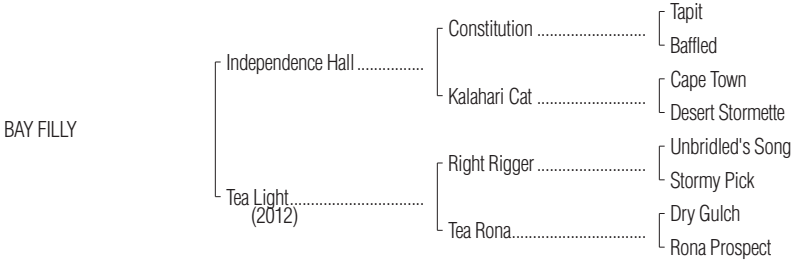 Tapit
Constitution
Baffled
Independence Hall
Cape Town
Kalahari Cat
Desert Stormette
BAY FILLY
Unbridled's Song
Right Rigger
Stormy Pick
Tea Light
(2012)
Dry Gulch
Tea Rona
Rona Prospect